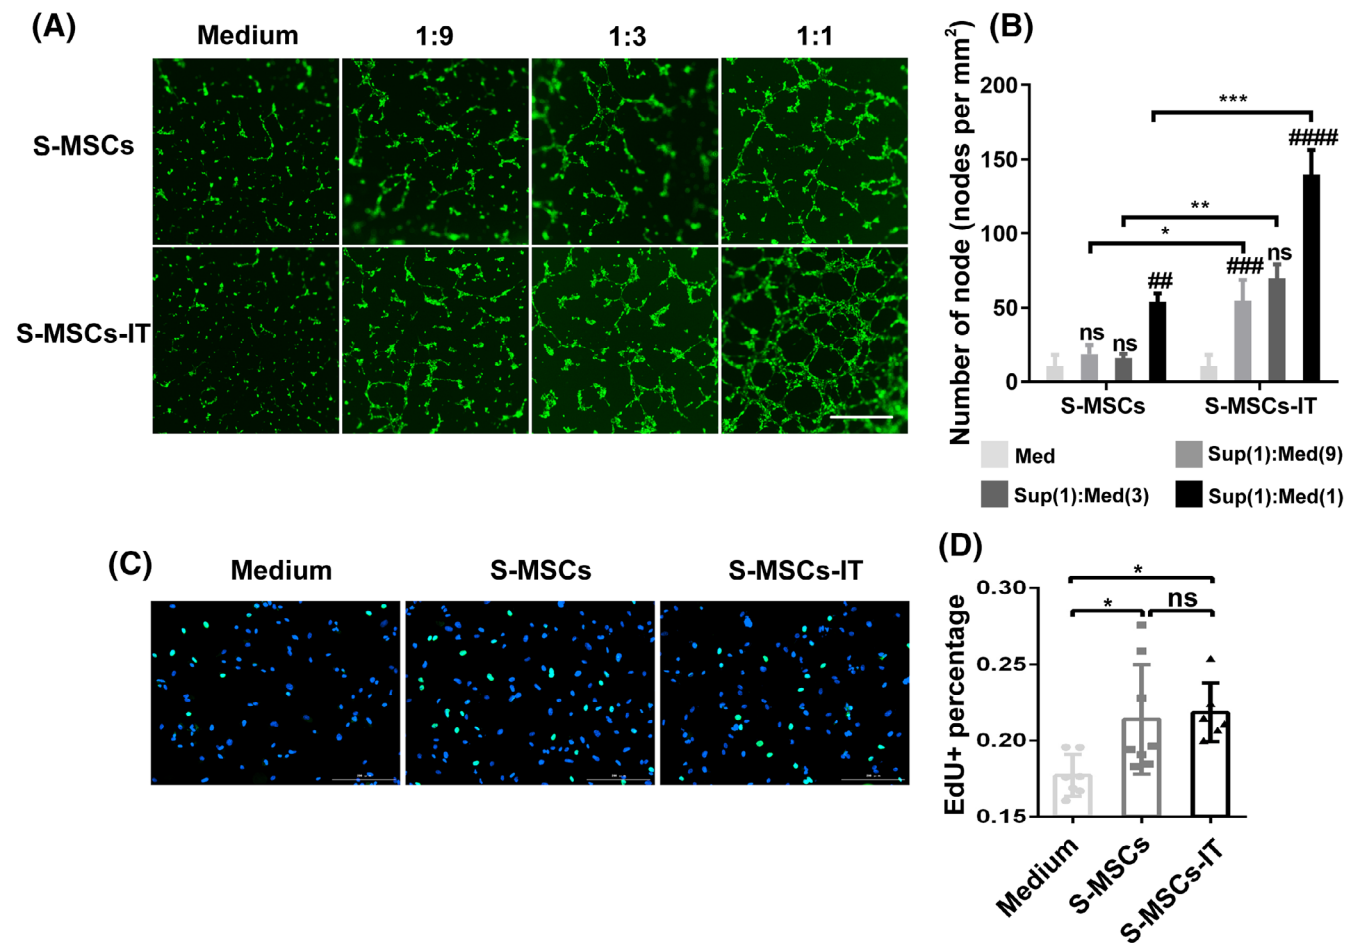 (A)
Medium 1:9 1:3 1:1
S-MSCs
S-MSCs-IT
(B)
Number of node (nodes per mm²)
200
150
100
50
0
***
####
**
*
ns
###
##
ns
ns
S-MSCs S-MSCs-IT
Med Sup(1):Med(9)
Sup(1):Med(3) Sup(1):Med(1)
(C)
Medium S-MSCs S-MSCs-IT
(D)
EdU+ percentage
0.30
0.25
0.20
0.15
*
* ns
Medium
S-MSCs
S-MSCs-IT